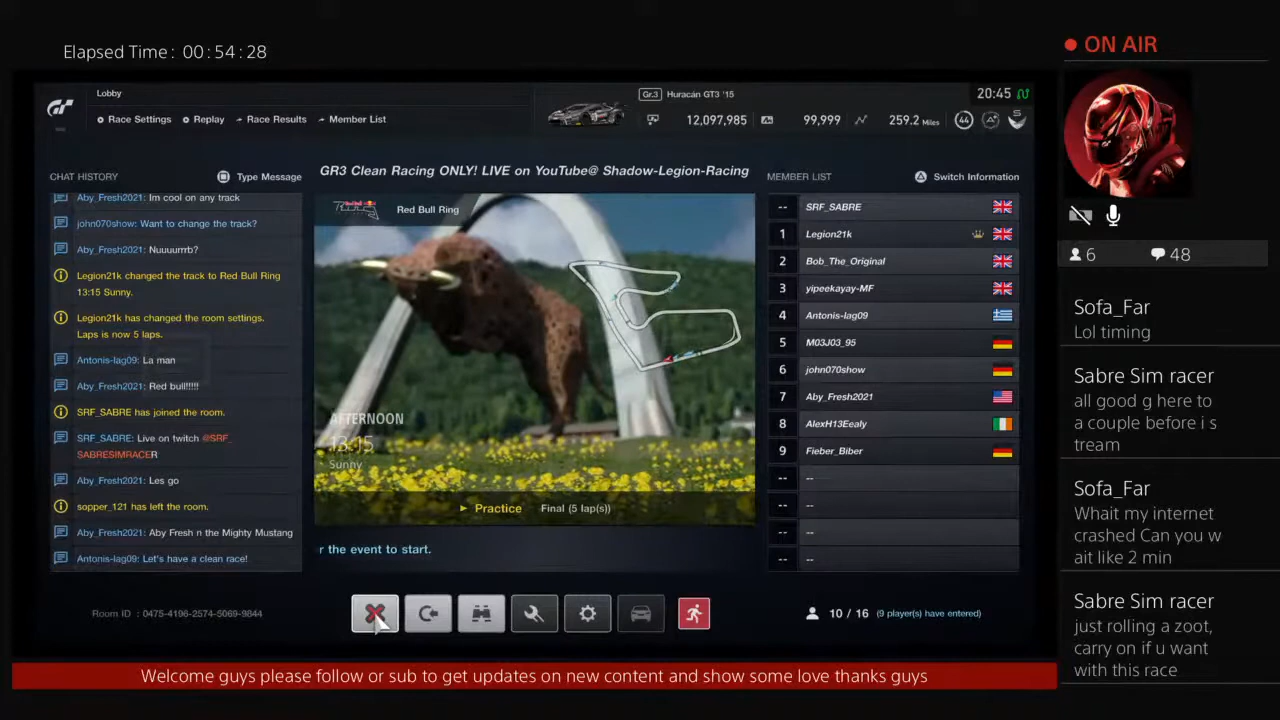 Elapsed Time: 00:54:28
ON AIR
Lobby
Race Settings Replay Race Results Member List
Gr.3 Huracán GT3 '15
12,097,985 99,999 259.2 Miles 44 A+ S
20:45
CHAT HISTORY
Type Message
Aby_Fresh2021: Im cool on any track
john070show: Want to change the track?
Aby_Fresh2021: Nuuuurrrb?
Legion21k changed the track to Red Bull Ring
13:15 Sunny.
Legion21k has changed the room settings.
Laps is now 5 laps.
Antonis-lag09: La man
Aby_Fresh2021: Red bull!!!!!
SRF_SABRE has joined the room.
SRF_SABRE: Live on twitch @SRF_
SABRESIMRACER
Aby_Fresh2021: Les go
sopper_121 has left the room.
Aby_Fresh2021: Aby Fresh n the Mighty Mustang
Antonis-lag09: Let's have a clean race!
Room ID : 0475-4196-2574-5069-9844
GR3 Clean Racing ONLY! LIVE on YouTube@ Shadow-Legion-Racing
Red Bull Ring
AFTERNOON
13:15
Sunny
Practice Final (5 lap(s))
r the event to start.
MEMBER LIST
Switch Information
-- SRF_SABRE
1 Legion21k
2 Bob_The_Original
3 yipeekayay-MF
4 Antonis-lag09
5 M03J03_95
6 john070show
7 Aby_Fresh2021
8 AlexH13Eealy
9 Fieber_Biber
-- --
-- --
-- --
-- --
10 / 16 (9 player(s) have entered)
6 48
Sofa_Far
Lol timing
Sabre Sim racer
all good g here to
a couple before i s
tream
Sofa_Far
Whait my internet
crashed Can you w
ait like 2 min
Sabre Sim racer
just rolling a zoot,
carry on if u want
with this race
Welcome guys please follow or sub to get updates on new content and show some love thanks guys